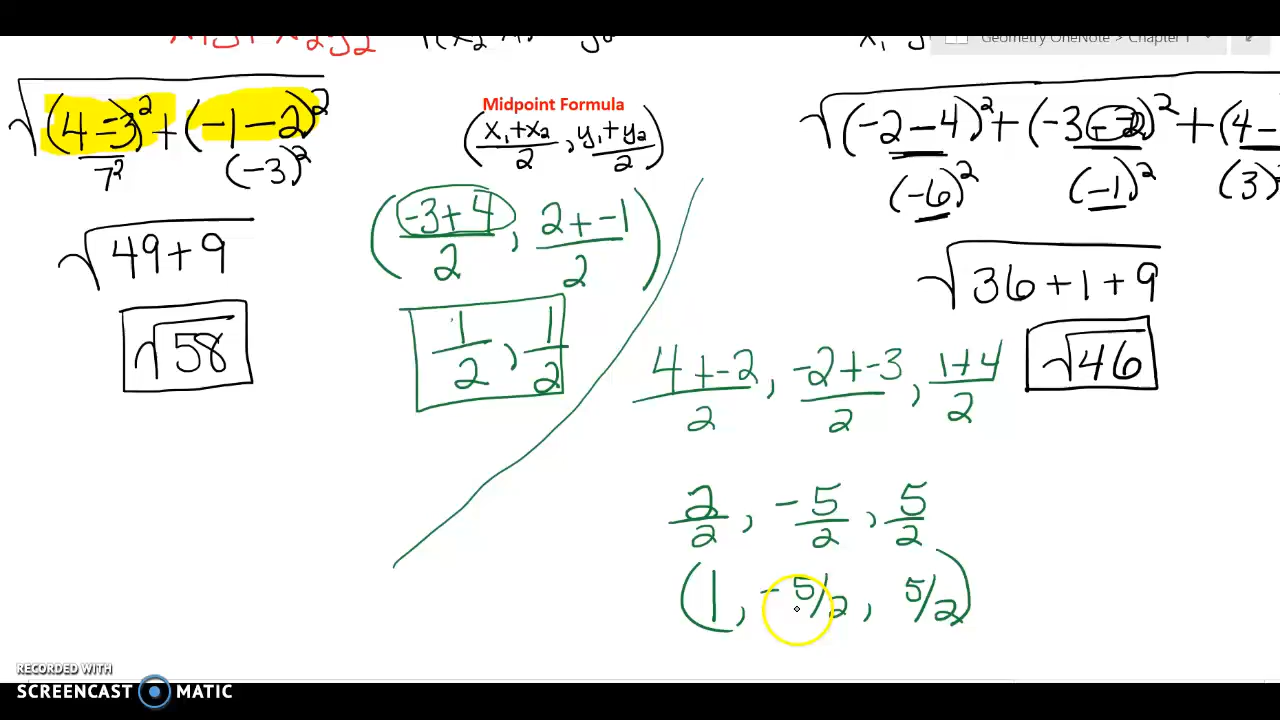 Geometry OneNote > Chapter 1
√(4 - -3)² + (-1 - 2)²
7² (-3)²
√49 + 9
√58
Midpoint Formula
(x₁+x₂/2, y₁+y₂/2)
(-3+4/2, 2+-1/2)
1/2, 1/2
√(-2-4)² + (-3 - -2)² + (4-
(-6)² (-1)² (3)²
√36+1+9
√46
4+-2/2, -2+-3/2, 1+4/2
2/2, -5/2, 5/2
(1, -5/2, 5/2)
RECORDED WITH
SCREENCAST MATIC